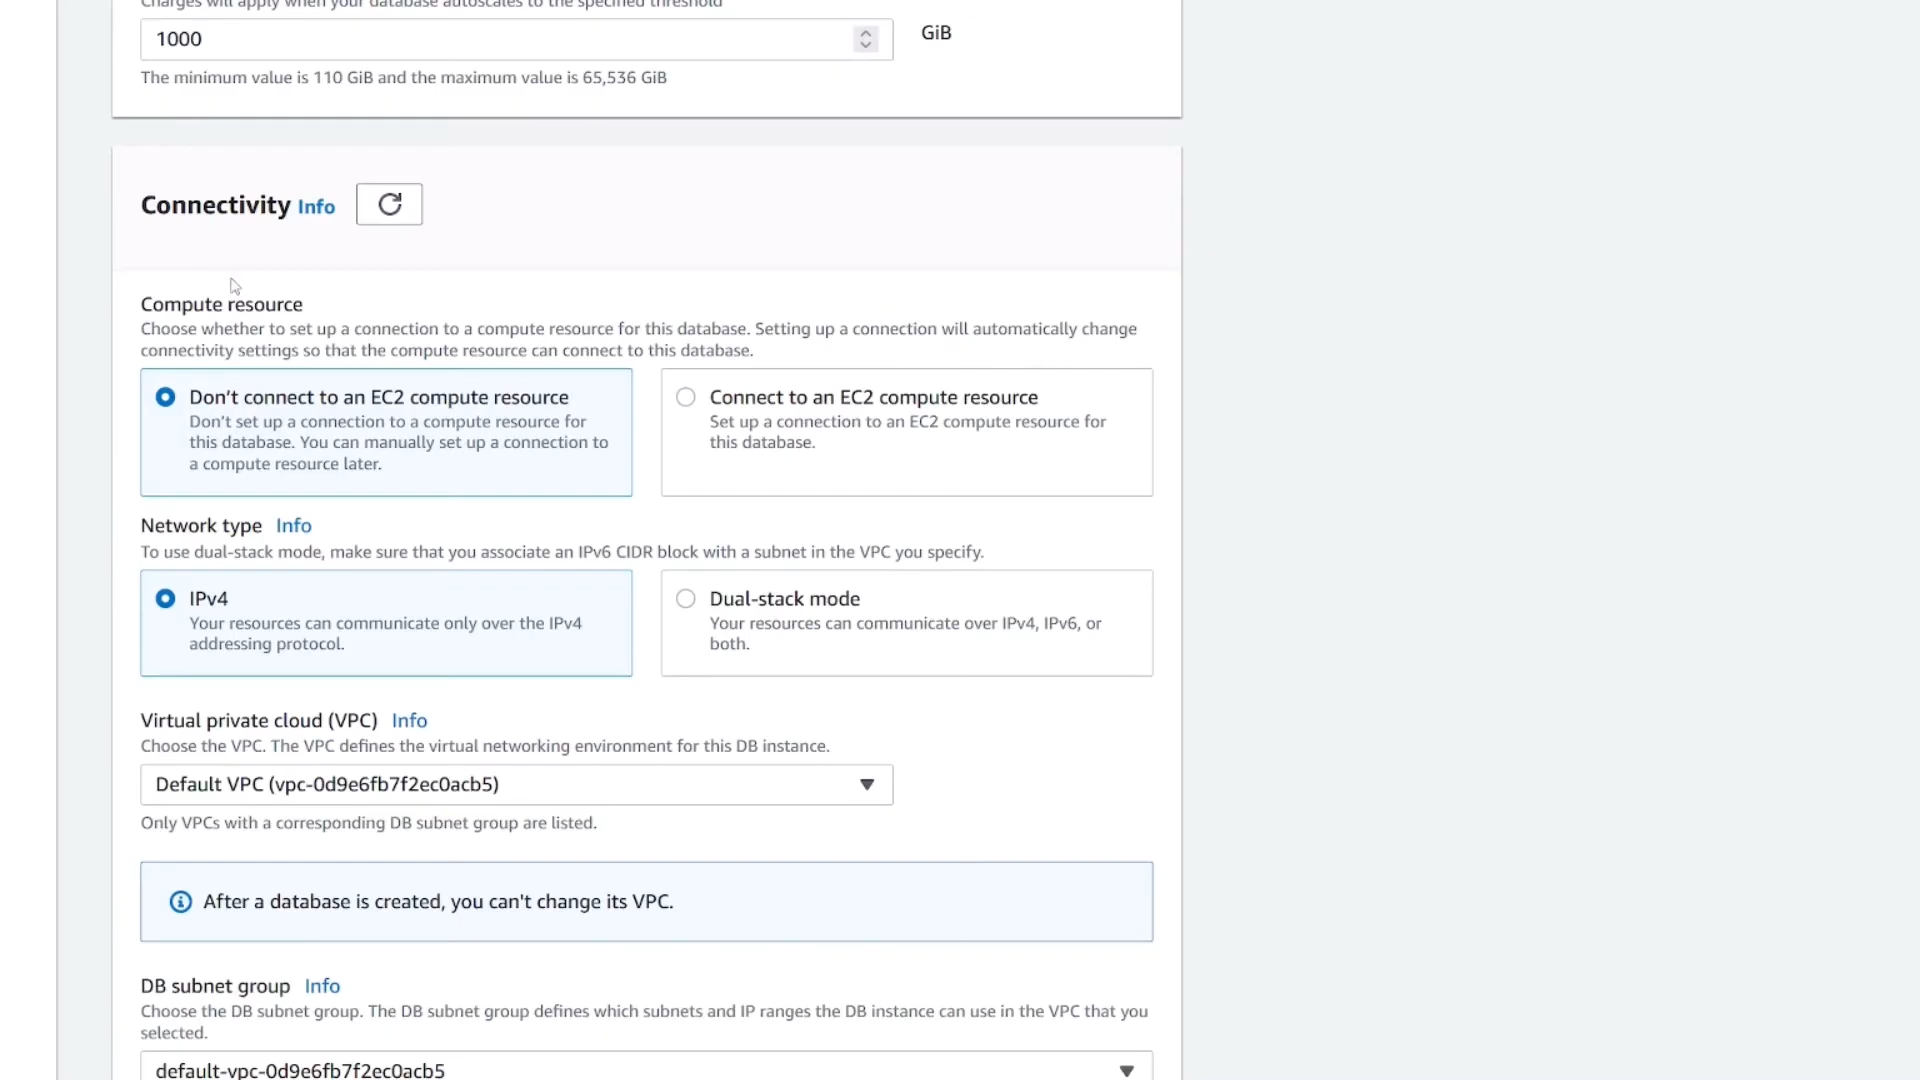 Charges will apply when your database autoscales to the specified threshold
1000
GiB
The minimum value is 110 GiB and the maximum value is 65,536 GiB
Connectivity Info
Compute resource
Choose whether to set up a connection to a compute resource for this database. Setting up a connection will automatically change
connectivity settings so that the compute resource can connect to this database.
Don’t connect to an EC2 compute resource
Don’t set up a connection to a compute resource for
this database. You can manually set up a connection to
a compute resource later.
Connect to an EC2 compute resource
Set up a connection to an EC2 compute resource for
this database.
Network type Info
To use dual-stack mode, make sure that you associate an IPv6 CIDR block with a subnet in the VPC you specify.
IPv4
Your resources can communicate only over the IPv4
addressing protocol.
Dual-stack mode
Your resources can communicate over IPv4, IPv6, or
both.
Virtual private cloud (VPC) Info
Choose the VPC. The VPC defines the virtual networking environment for this DB instance.
Default VPC (vpc-0d9e6fb7f2ec0acb5)
Only VPCs with a corresponding DB subnet group are listed.
After a database is created, you can't change its VPC.
DB subnet group Info
Choose the DB subnet group. The DB subnet group defines which subnets and IP ranges the DB instance can use in the VPC that you
selected.
default-vpc-0d9e6fb7f2ec0acb5